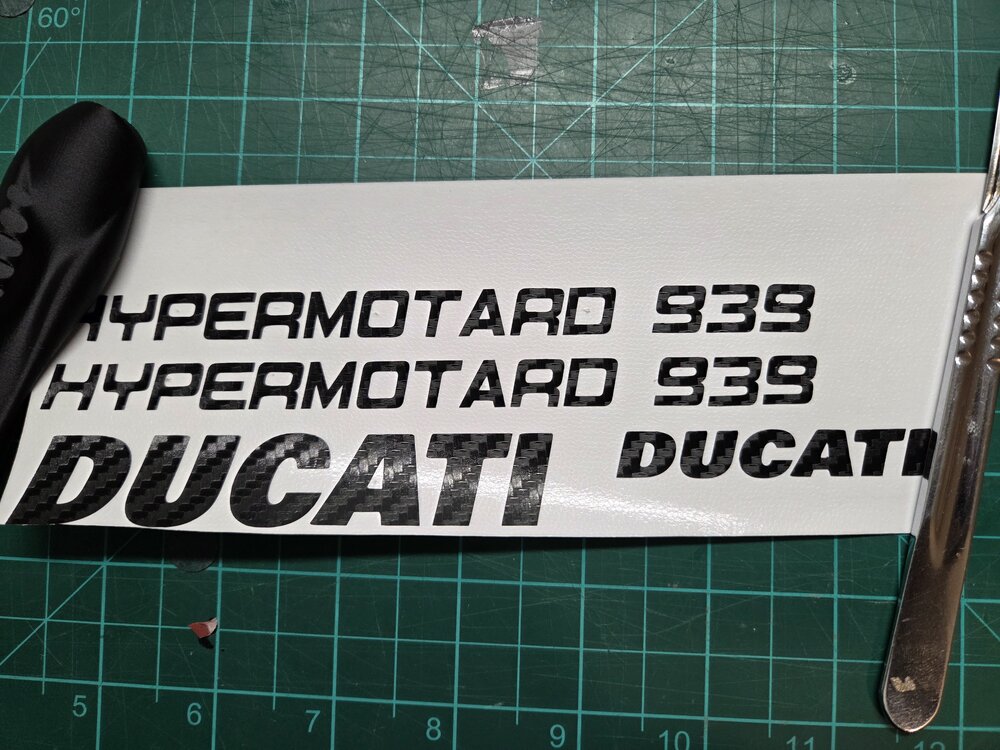 60°
HYPERMOTARD 939
HYPERMOTARD 939
DUCATI DUCATI
5 6 7 8 9 10 11